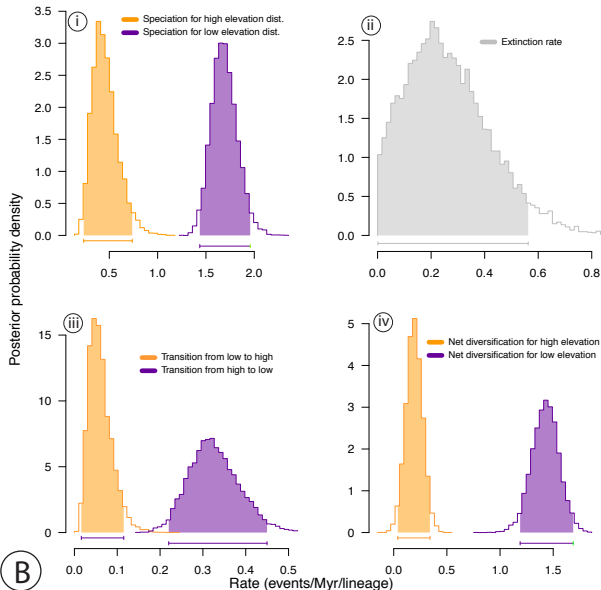 i
Speciation for high elevation dist.
Speciation for low elevation dist.
3.5
3.0
2.5
2.0
1.5
1.0
0.5
0.0
0.5 1.0 1.5 2.0
ii
Extinction rate
2.5
2.0
1.5
1.0
0.5
0.0
0.0 0.2 0.4 0.6 0.8
Posterior probability density
iii
Transition from low to high
Transition from high to low
15
10
5
0
0.0 0.1 0.2 0.3 0.4 0.5
iv
Net diversification for high elevation
Net diversification for low elevation
5
4
3
2
1
0
0.0 0.5 1.0 1.5
B
Rate (events/Myr/lineage)